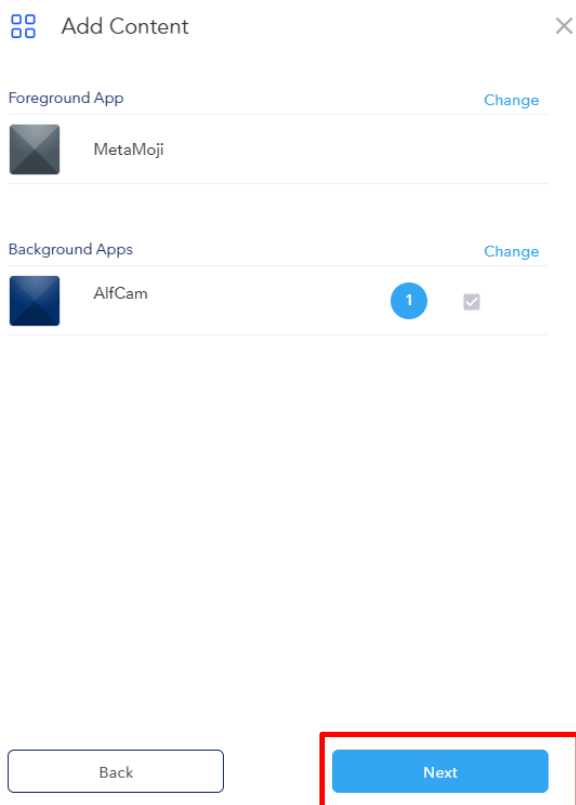 Add Content
Foreground App Change
MetaMoji
Background Apps Change
AlfCam 1
Back Next